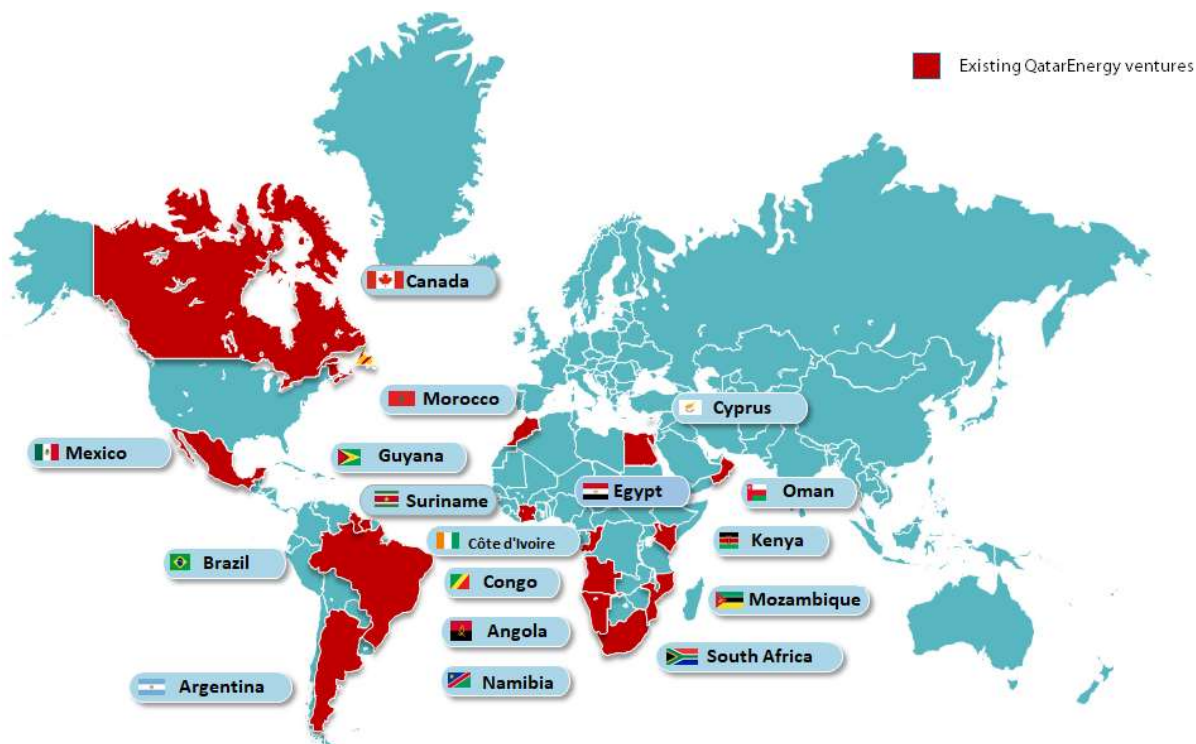 Existing QatarEnergy ventures
Canada
Morocco
Cyprus
Mexico
Guyana
Suriname
Egypt
Oman
Côte d'Ivoire
Kenya
Brazil
Congo
Mozambique
Angola
South Africa
Argentina
Namibia